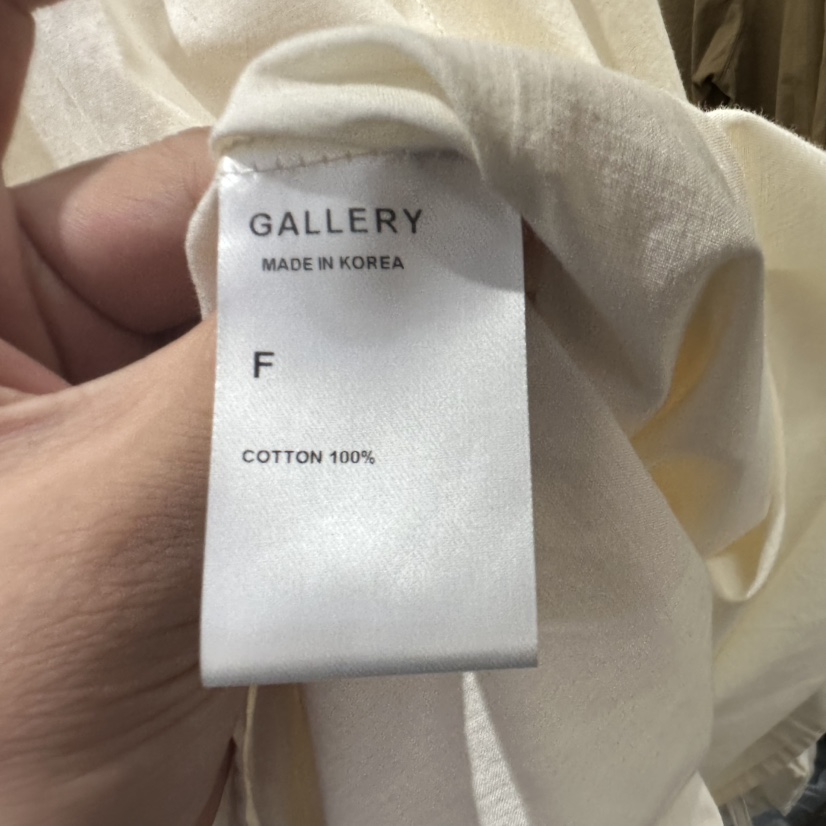 GALLERY
MADE IN KOREA
F
COTTON 100%